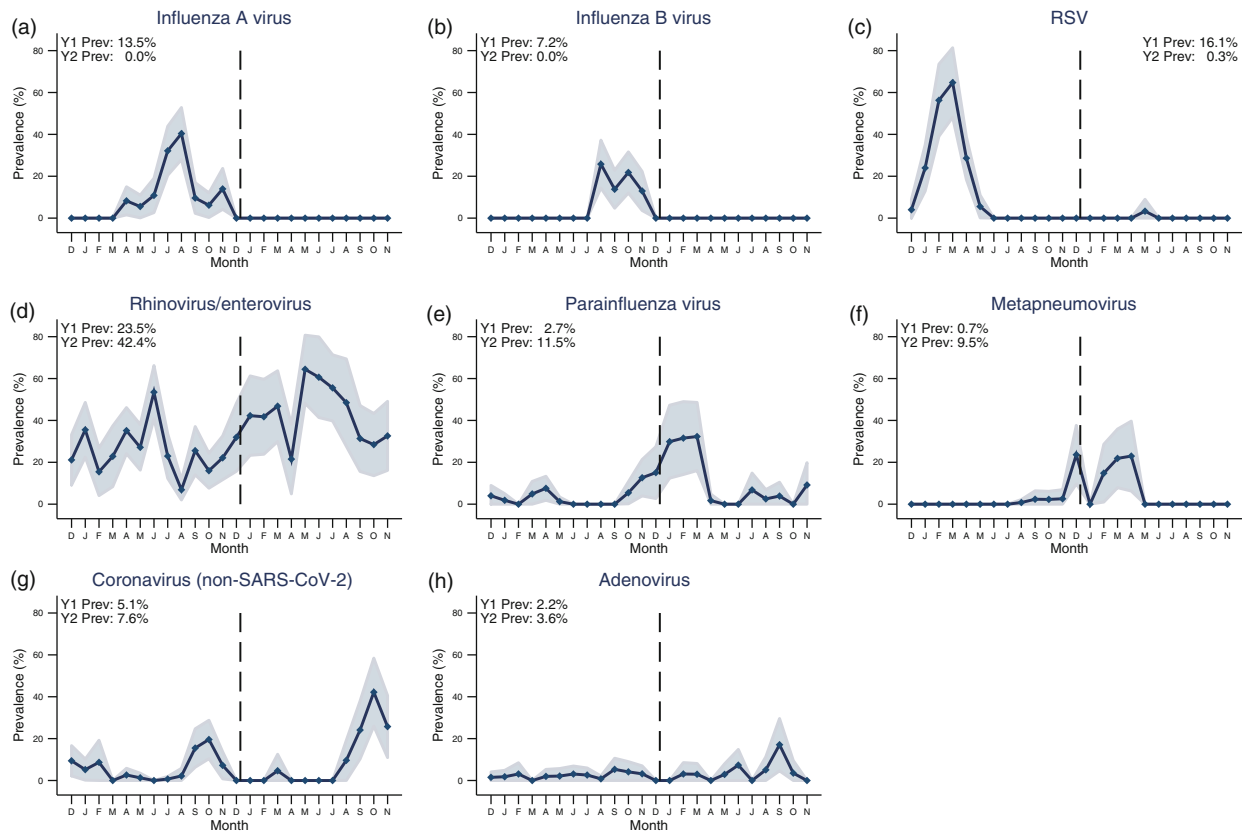 (a)
Influenza A virus
Y1 Prev: 13.5%
Y2 Prev: 0.0%
80
60
40
20
0
Prevalence (%)
D J F M A M J J A S O N D J F M A M J J A S O N
Month
(b)
Influenza B virus
Y1 Prev: 7.2%
Y2 Prev: 0.0%
80
60
40
20
0
Prevalence (%)
D J F M A M J J A S O N D J F M A M J J A S O N
Month
(c)
RSV
Y1 Prev: 16.1%
Y2 Prev: 0.3%
80
60
40
20
0
Prevalence (%)
D J F M A M J J A S O N D J F M A M J J A S O N
Month
(d)
Rhinovirus/enterovirus
Y1 Prev: 23.5%
Y2 Prev: 42.4%
80
60
40
20
0
Prevalence (%)
D J F M A M J J A S O N D J F M A M J J A S O N
Month
(e)
Parainfluenza virus
Y1 Prev: 2.7%
Y2 Prev: 11.5%
80
60
40
20
0
Prevalence (%)
D J F M A M J J A S O N D J F M A M J J A S O N
Month
(f)
Metapneumovirus
Y1 Prev: 0.7%
Y2 Prev: 9.5%
80
60
40
20
0
Prevalence (%)
D J F M A M J J A S O N D J F M A M J J A S O N
Month
(g)
Coronavirus (non-SARS-CoV-2)
Y1 Prev: 5.1%
Y2 Prev: 7.6%
80
60
40
20
0
Prevalence (%)
D J F M A M J J A S O N D J F M A M J J A S O N
Month
(h)
Adenovirus
Y1 Prev: 2.2%
Y2 Prev: 3.6%
80
60
40
20
0
Prevalence (%)
D J F M A M J J A S O N D J F M A M J J A S O N
Month